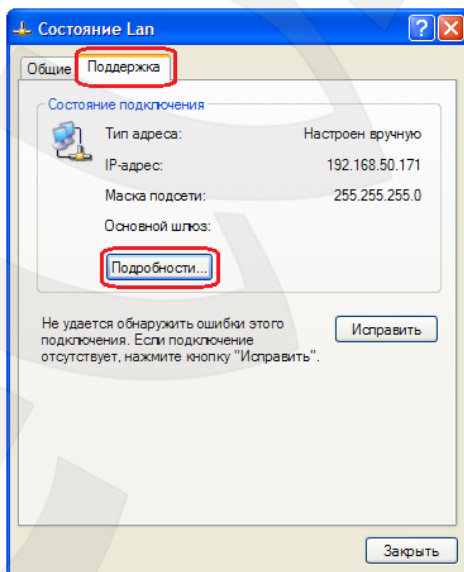 Состояние Lan
Общие Поддержка
Состояние подключения
Тип адреса: Настроен вручную
IP-адрес: 192.168.50.171
Маска подсети: 255.255.255.0
Основной шлюз:
Подробности...
Не удается обнаружить ошибки этого
подключения. Если подключение
отсутствует, нажмите кнопку "Исправить".
Исправить
Закрыть